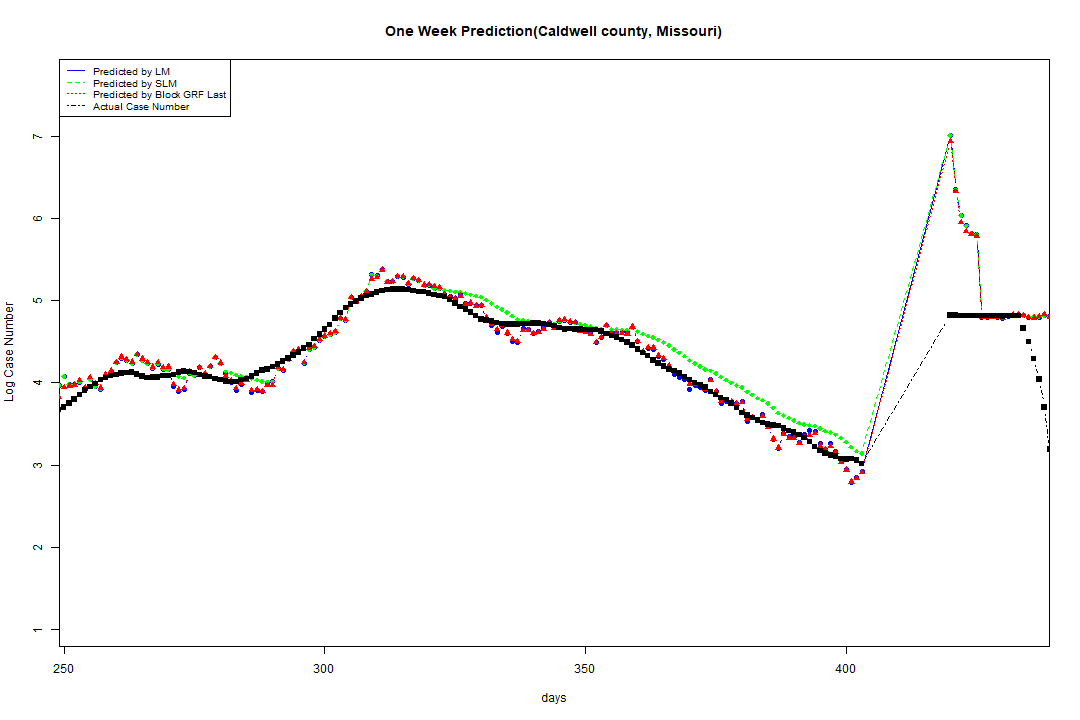 One Week Prediction(Caldwell county, Missouri)
Predicted by LM
Predicted by SLM
Predicted by Block GRF Last
Actual Case Number
Log Case Number
7
6
5
4
3
2
1
250 300 350 400
days